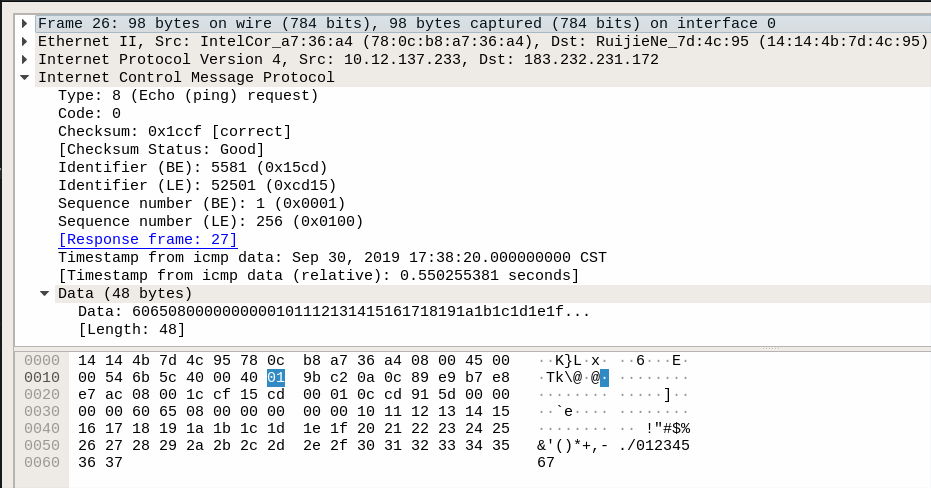 Frame 26: 98 bytes on wire (784 bits), 98 bytes captured (784 bits) on interface 0
Ethernet II, Src: IntelCor_a7:36:a4 (78:0c:b8:a7:36:a4), Dst: RuijieNe_7d:4c:95 (14:14:4b:7d:4c:95)
Internet Protocol Version 4, Src: 10.12.137.233, Dst: 183.232.231.172
Internet Control Message Protocol
Type: 8 (Echo (ping) request)
Code: 0
Checksum: 0x1ccf [correct]
[Checksum Status: Good]
Identifier (BE): 5581 (0x15cd)
Identifier (LE): 52501 (0xcd15)
Sequence number (BE): 1 (0x0001)
Sequence number (LE): 256 (0x0100)
[Response frame: 27]
Timestamp from icmp data: Sep 30, 2019 17:38:20.000000000 CST
[Timestamp from icmp data (relative): 0.550255381 seconds]
Data (48 bytes)
Data: 606508000000000010111213141516171819​1a1b1c1d1e1f...
[Length: 48]
0000 14 14 4b 7d 4c 95 78 0c b8 a7 36 a4 08 00 45 00 ··K}L·x· ··6···E·
0010 00 54 6b 5c 40 00 40 01 9b c2 0a 0c 89 e9 b7 e8 ·Tk\@·@· ········
0020 e7 ac 08 00 1c cf 15 cd 00 01 0c cd 91 5d 00 00 ········ ·····]··
0030 00 00 60 65 08 00 00 00 00 00 10 11 12 13 14 15 ··`e···· ········
0040 16 17 18 19 1a 1b 1c 1d 1e 1f 20 21 22 23 24 25 ········ ·· !"#$%
0050 26 27 28 29 2a 2b 2c 2d 2e 2f 30 31 32 33 34 35 &'()*+,- ./012345
0060 36 37 67